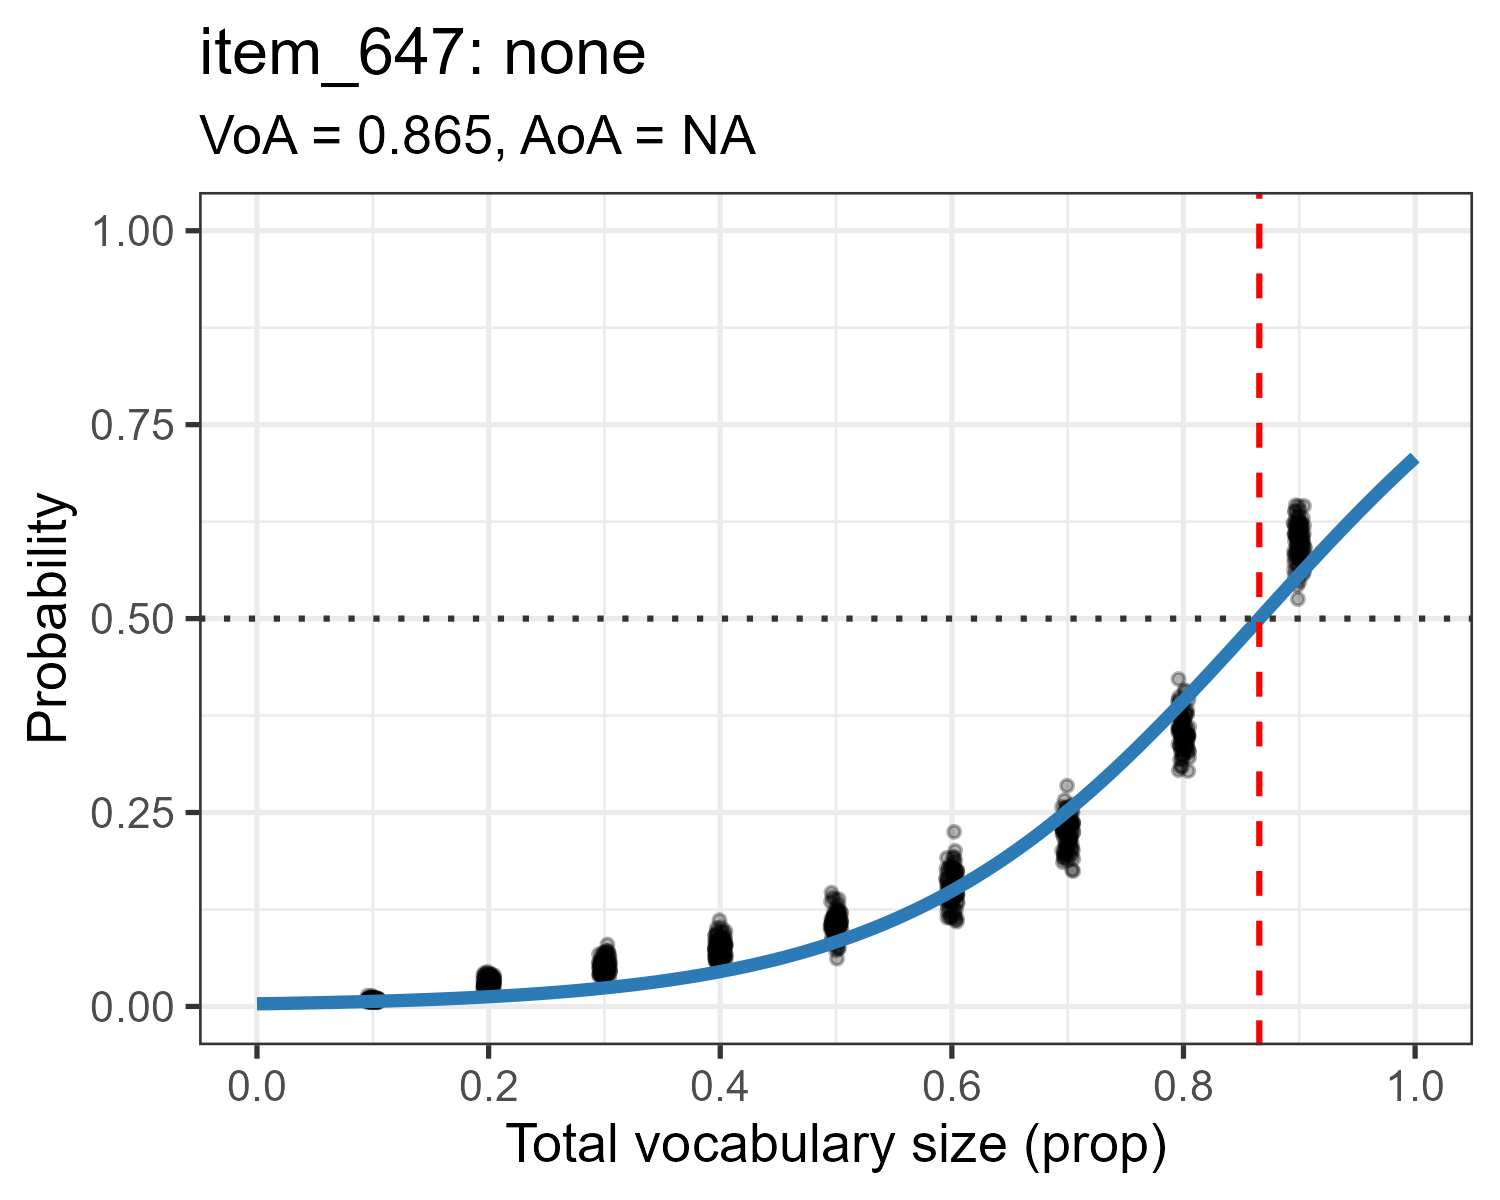 item_647: none
VoA = 0.865, AoA = NA
1.00
0.75
0.50
0.25
0.00
Probability
0.0 0.2 0.4 0.6 0.8 1.0
Total vocabulary size (prop)